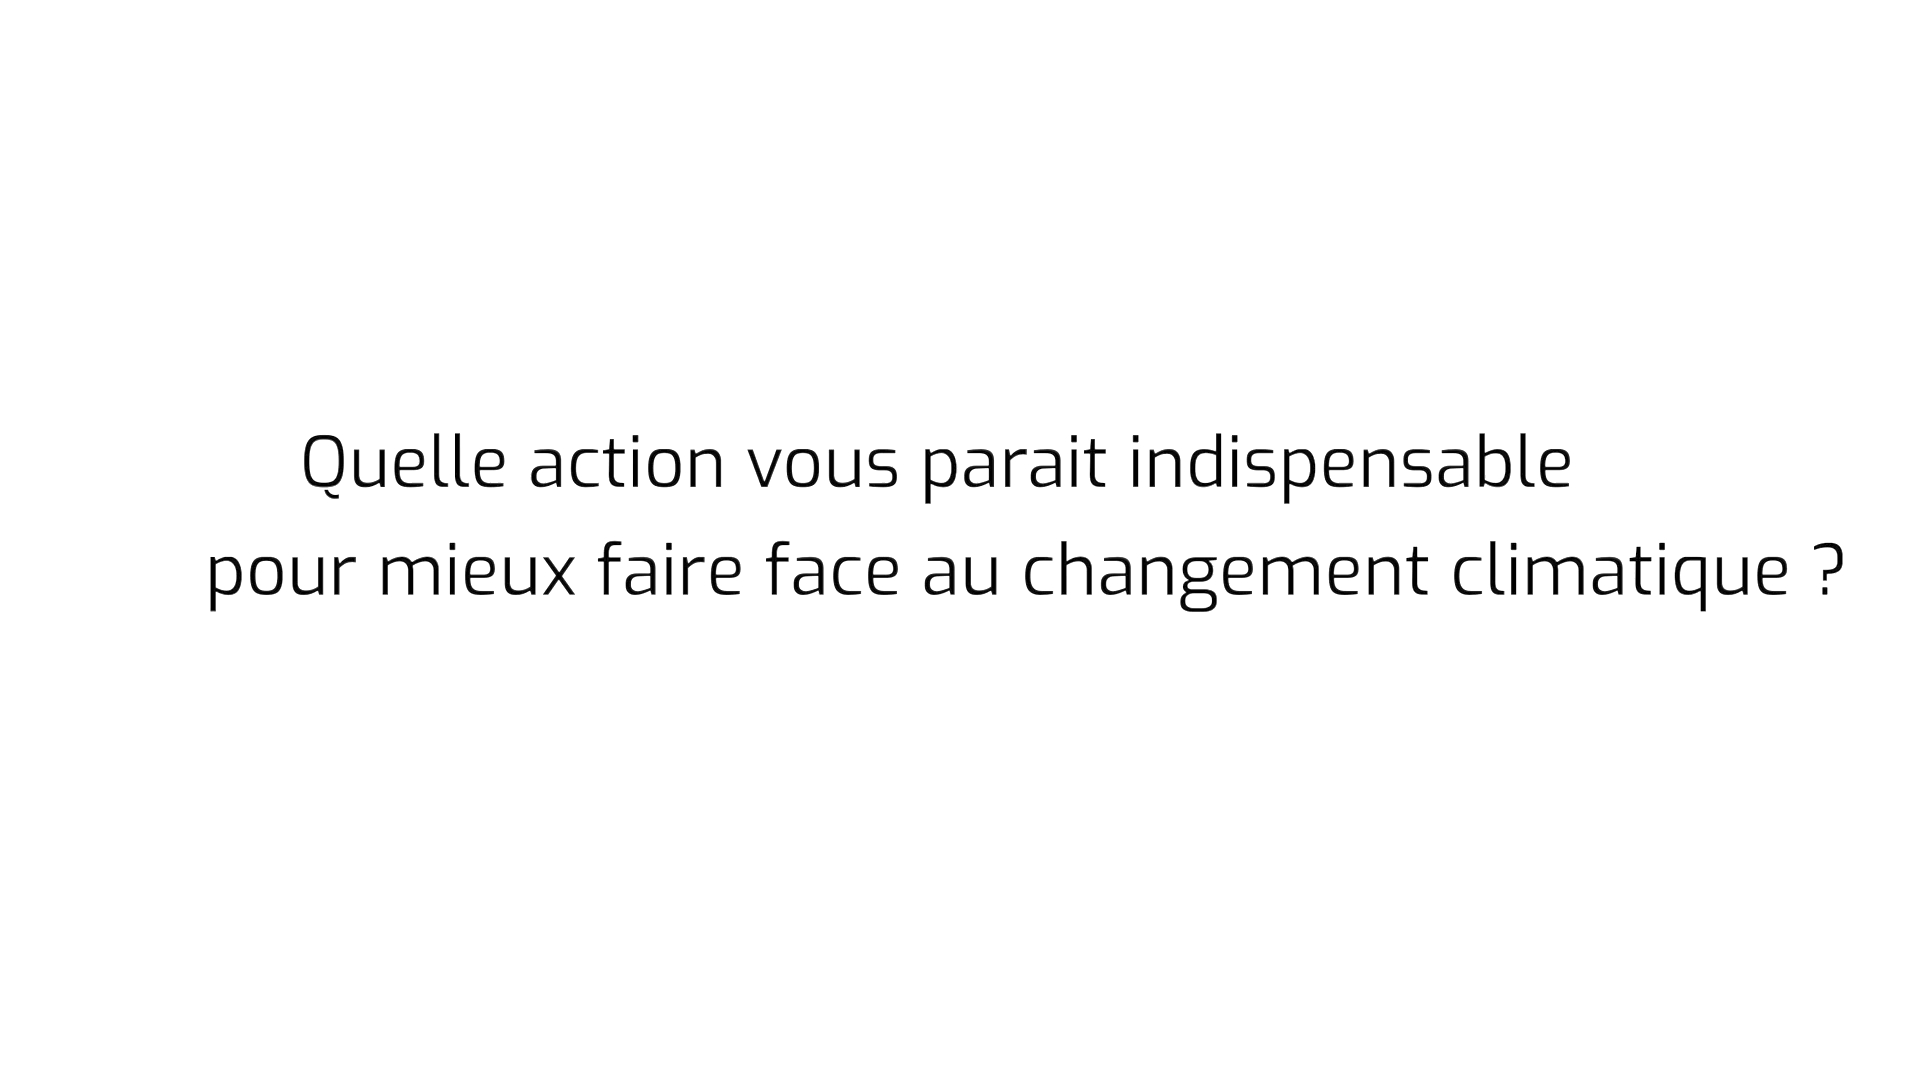 Quelle action vous parait indispensable
pour mieux faire face au changement climatique ?